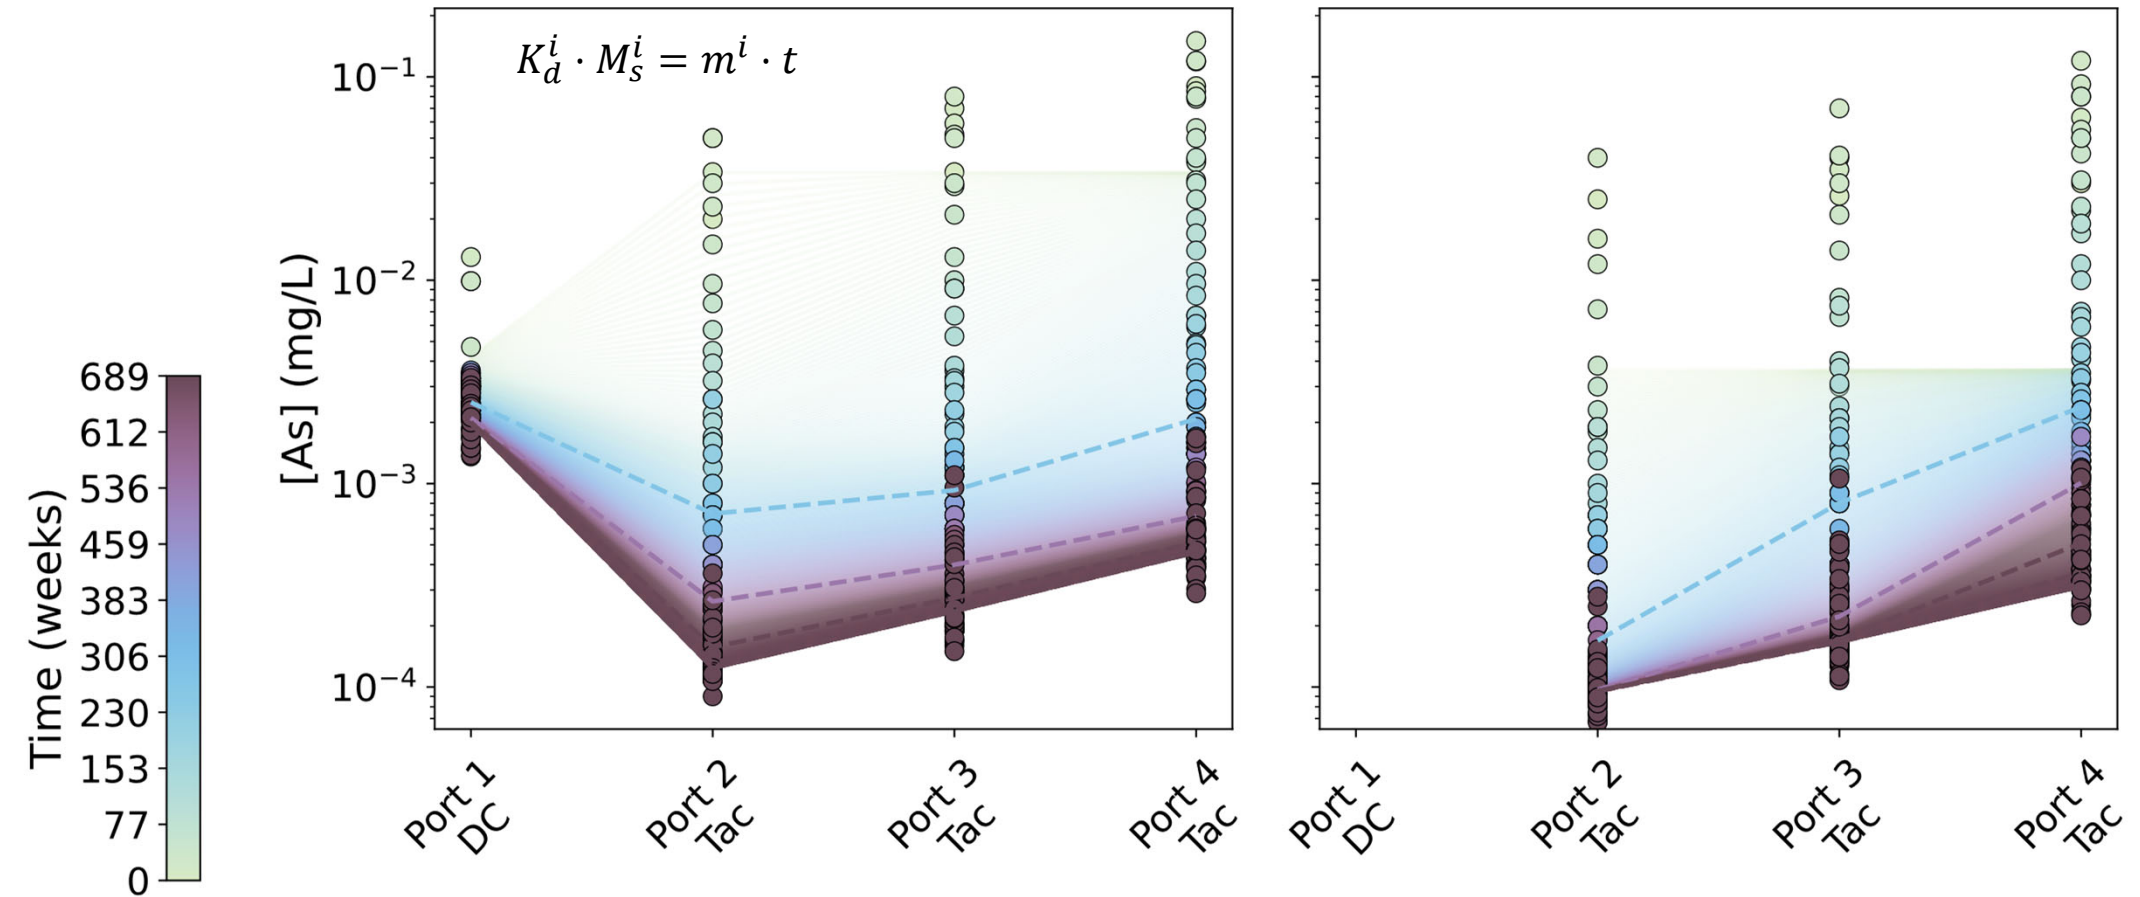 K_d^i · M_s^i = m^i · t
[As] (mg/L)
10^{-1}
10^{-2}
10^{-3}
10^{-4}
Time (weeks)
689
612
536
459
383
306
230
153
77
0
Port 1
DC
Port 2
Tac
Port 3
Tac
Port 4
Tac
Port 1
DC
Port 2
Tac
Port 3
Tac
Port 4
Tac